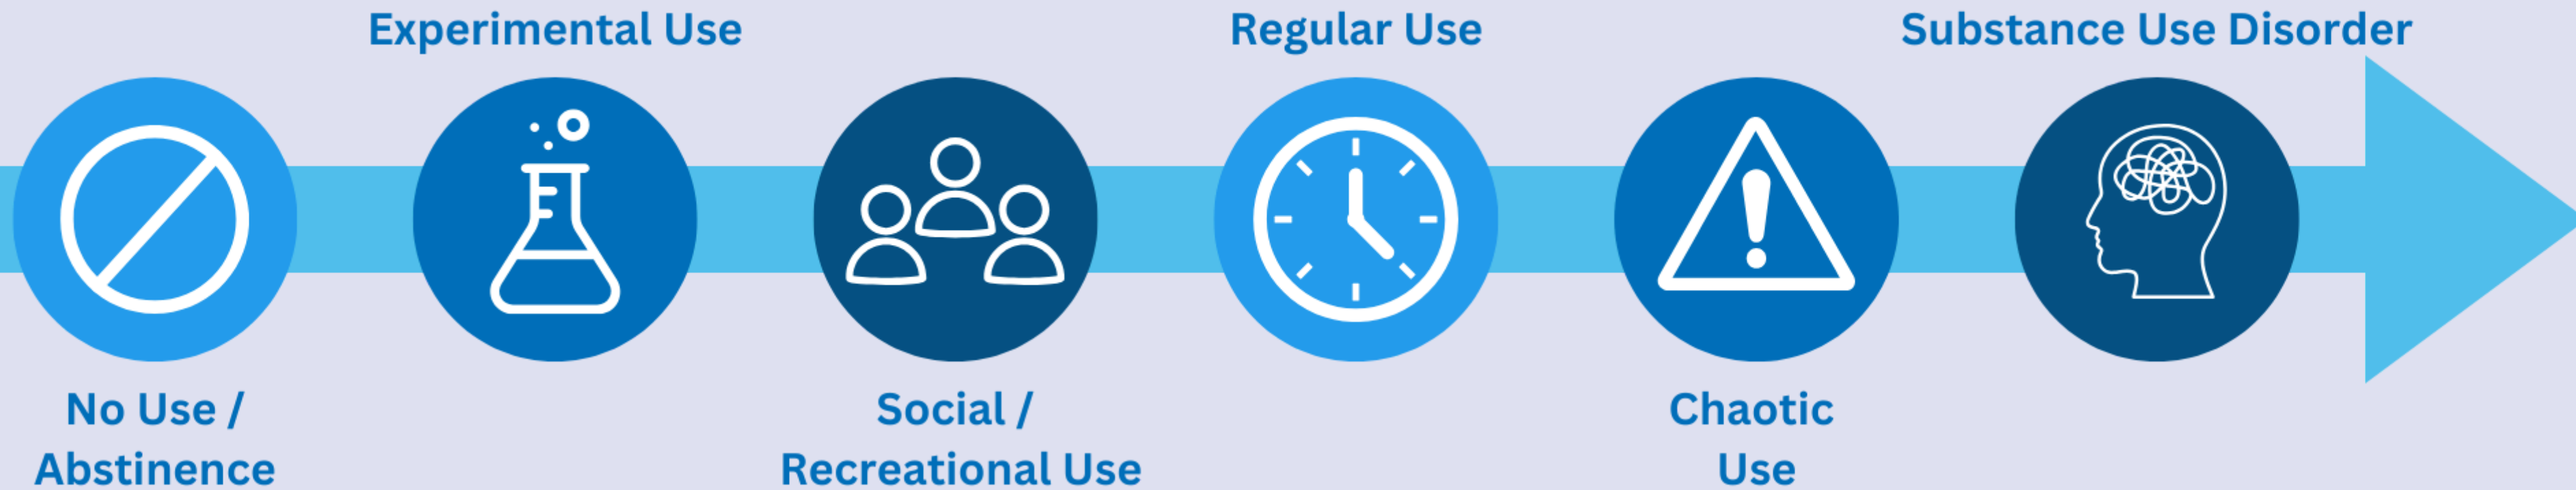 Experimental Use
Regular Use
Substance Use Disorder
No Use /
Abstinence
Social /
Recreational Use
Chaotic
Use